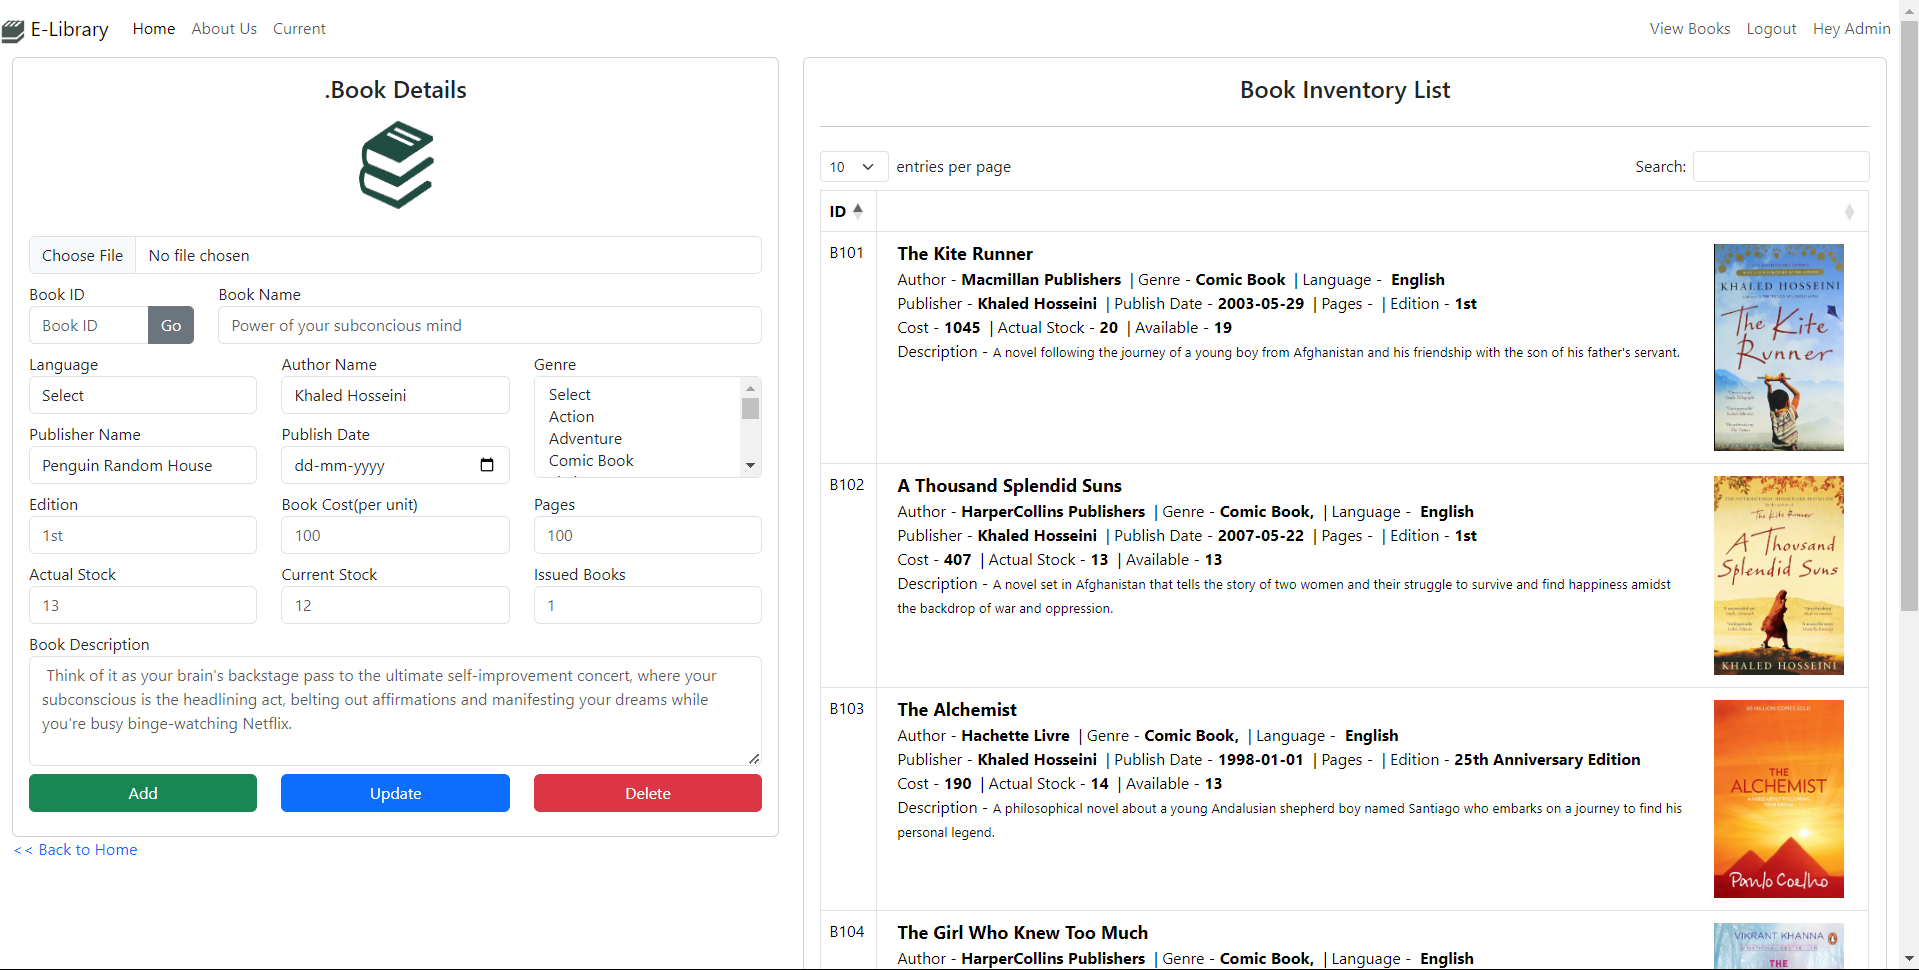 E-Library Home About Us Current View Books Logout Hey Admin
.Book Details
Choose File No file chosen
Book ID Book Name
Book ID Go Power of your subconcious mind
Language Author Name Genre
Select Khaled Hosseini Select
Action
Adventure
Comic Book
Publisher Name Publish Date
Penguin Random House dd-mm-yyyy
Edition Book Cost(per unit) Pages
1st 100 100
Actual Stock Current Stock Issued Books
13 12 1
Book Description
Think of it as your brain's backstage pass to the ultimate self-improvement concert, where your
subconscious is the headlining act, belting out affirmations and manifesting your dreams while
you're busy binge-watching Netflix.
Add Update Delete
<< Back to Home
Book Inventory List
10 entries per page Search:
ID
B101 The Kite Runner
Author - Macmillan Publishers | Genre - Comic Book | Language - English
Publisher - Khaled Hosseini | Publish Date - 2003-05-29 | Pages - | Edition - 1st
Cost - 1045 | Actual Stock - 20 | Available - 19
Description - A novel following the journey of a young boy from Afghanistan and his friendship with the son of his father's servant.
KHALED HOSSEINI
The Kite
Runner
B102 A Thousand Splendid Suns
Author - HarperCollins Publishers | Genre - Comic Book, | Language - English
Publisher - Khaled Hosseini | Publish Date - 2007-05-22 | Pages - | Edition - 1st
Cost - 407 | Actual Stock - 13 | Available - 13
Description - A novel set in Afghanistan that tells the story of two women and their struggle to survive and find happiness amidst
the backdrop of war and oppression.
The Kite Runner
A Thousand
Splendid Suns
KHALED HOSSEINI
B103 The Alchemist
Author - Hachette Livre | Genre - Comic Book, | Language - English
Publisher - Khaled Hosseini | Publish Date - 1998-01-01 | Pages - | Edition - 25th Anniversary Edition
Cost - 190 | Actual Stock - 14 | Available - 13
Description - A philosophical novel about a young Andalusian shepherd boy named Santiago who embarks on a journey to find his
personal legend.
65 MILLION COPIES SOLD
THE
ALCHEMIST
Paulo Coelho
B104 The Girl Who Knew Too Much
Author - HarperCollins Publishers | Genre - Comic Book, | Language - English
VIKRANT KHANNA
THE